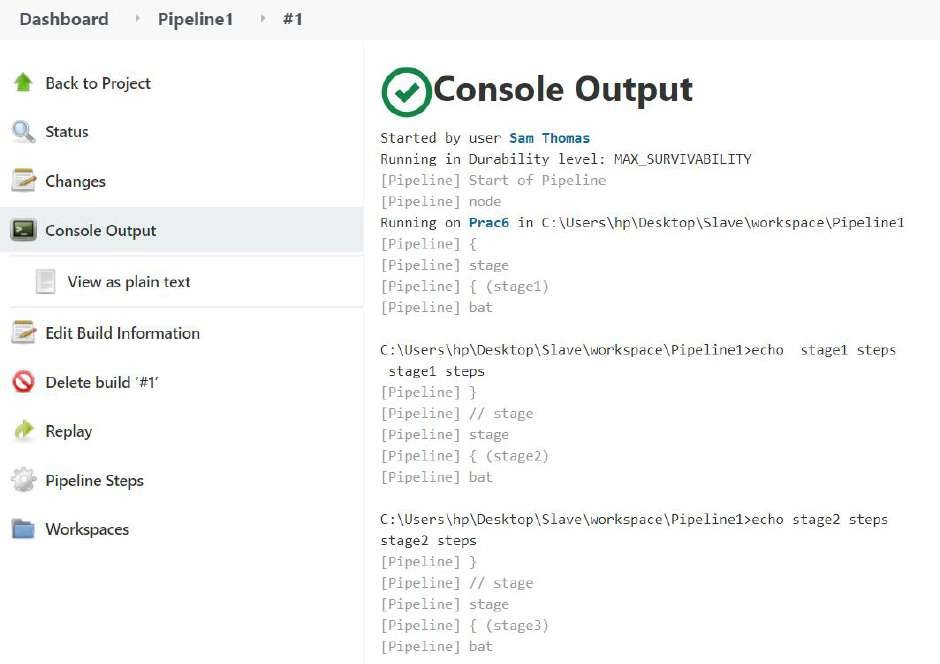 Dashboard Pipeline1 #1
Back to Project
Status
Changes
Console Output
View as plain text
Edit Build Information
Delete build ‘#1’
Replay
Pipeline Steps
Workspaces
Console Output
Started by user Sam Thomas
Running in Durability level: MAX_SURVIVABILITY
[Pipeline] Start of Pipeline
[Pipeline] node
Running on Prac6 in C:\Users\hp\Desktop\Slave\workspace\Pipeline1
[Pipeline] {
[Pipeline] stage
[Pipeline] { (stage1)
[Pipeline] bat
C:\Users\hp\Desktop\Slave\workspace\Pipeline1>echo  stage1 steps
 stage1 steps
[Pipeline] }
[Pipeline] // stage
[Pipeline] stage
[Pipeline] { (stage2)
[Pipeline] bat
C:\Users\hp\Desktop\Slave\workspace\Pipeline1>echo stage2 steps
stage2 steps
[Pipeline] }
[Pipeline] // stage
[Pipeline] stage
[Pipeline] { (stage3)
[Pipeline] bat